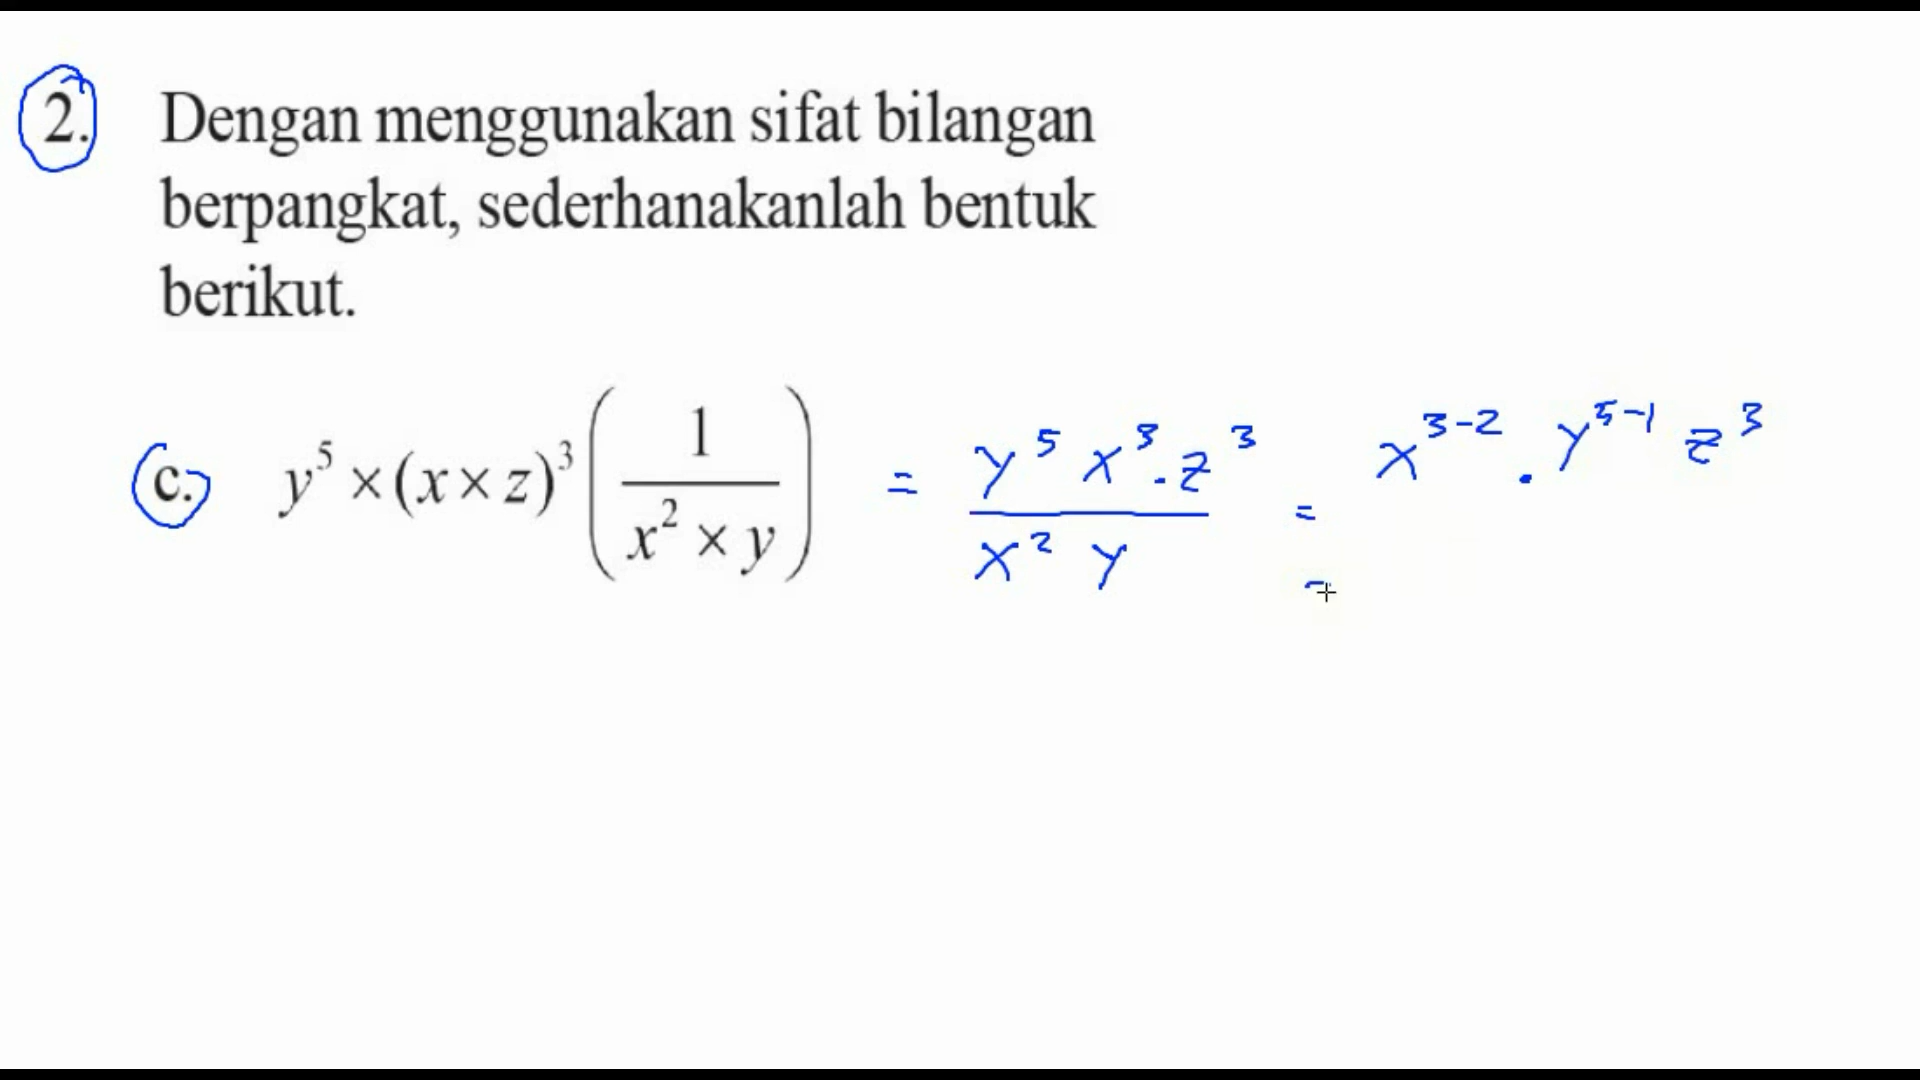 2. Dengan menggunakan sifat bilangan
berpangkat, sederhanakanlah bentuk
berikut.
c. y⁵ × (x × z)³ (1 / (x² × y)) = (y⁵ x³ . z³) / (x² y) = x³⁻² . y⁵⁻¹ z³
=